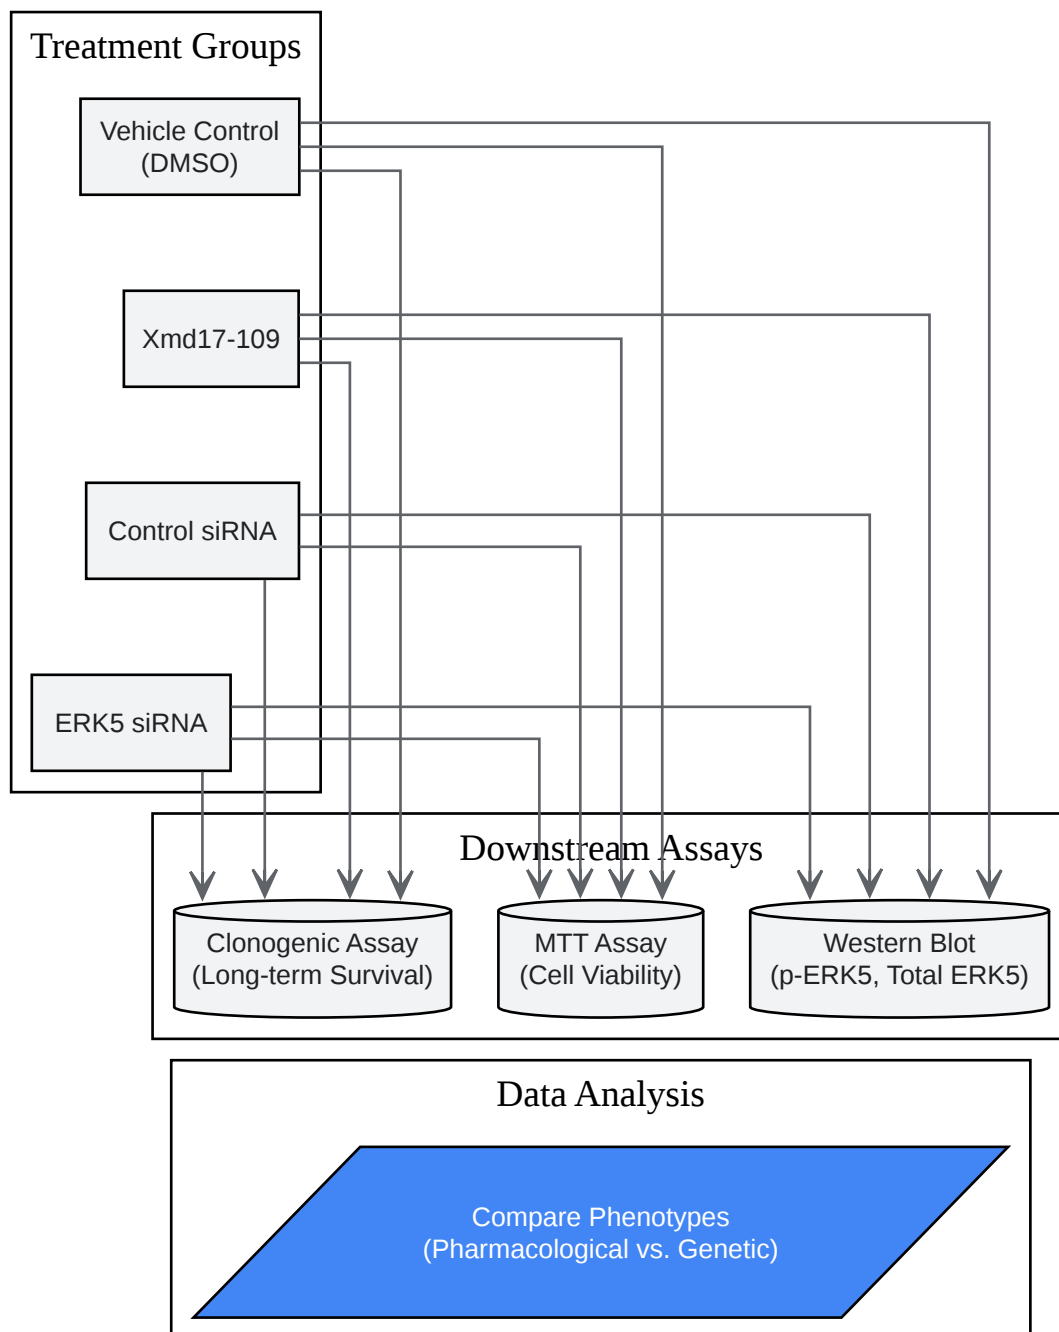 Treatment Groups
Vehicle Control
(DMSO)
Xmd17-109
Control siRNA
ERK5 siRNA
Downstream Assays
Clonogenic Assay
(Long-term Survival)
MTT Assay
(Cell Viability)
Western Blot
(p-ERK5, Total ERK5)
Data Analysis
Compare Phenotypes
(Pharmacological vs. Genetic)